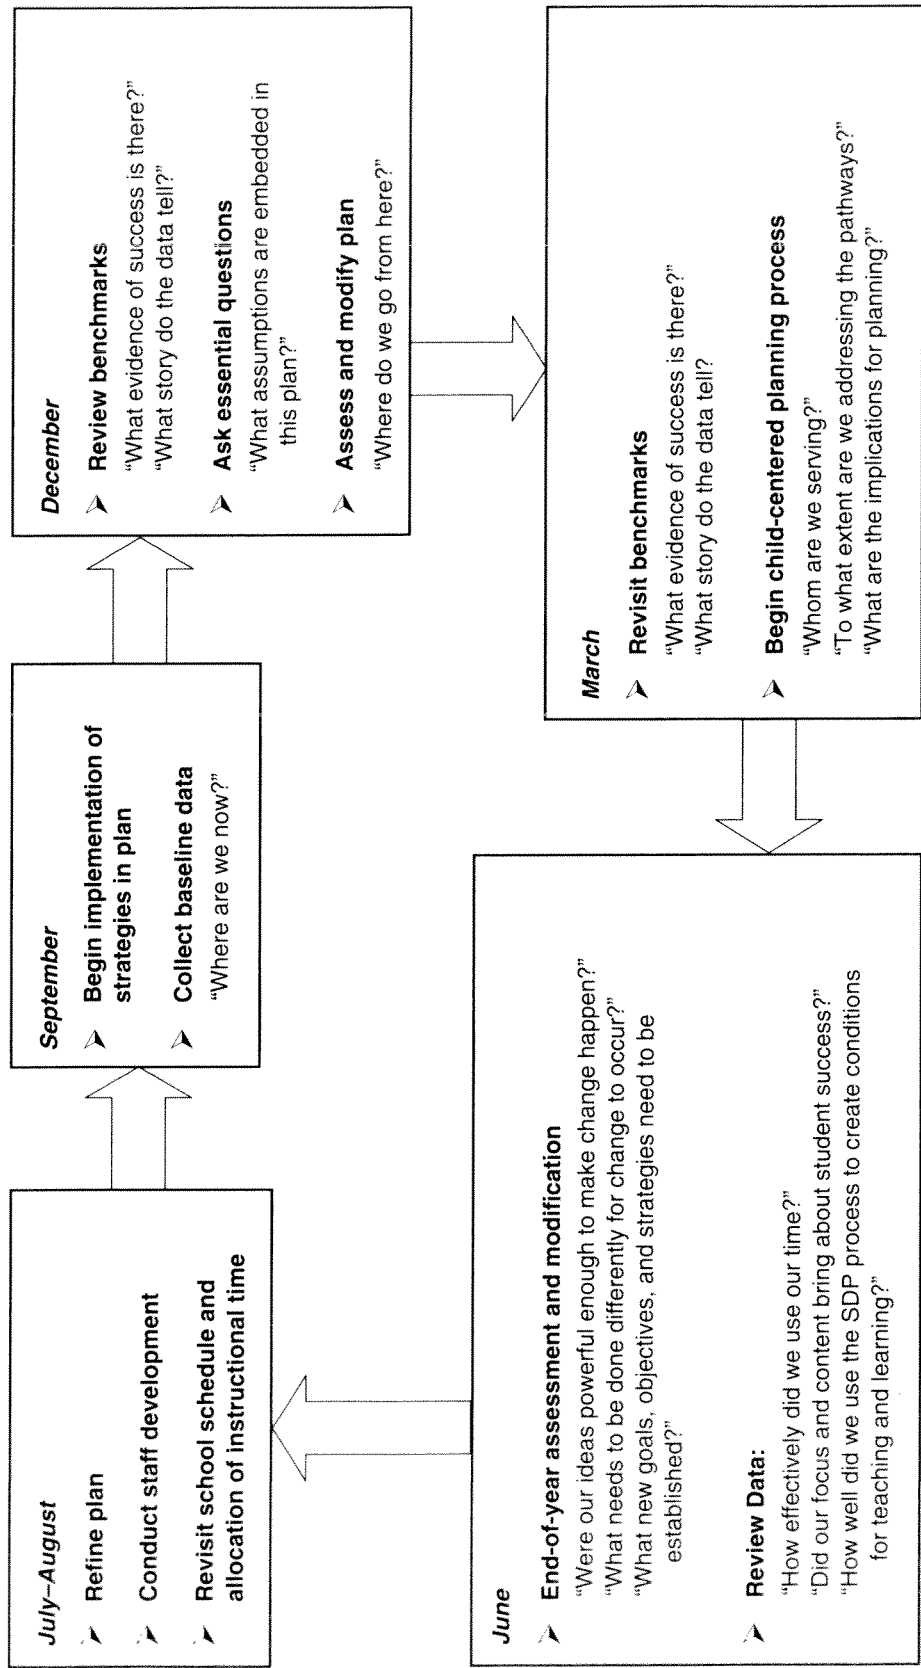 July–August
➤ Refine plan
➤ Conduct staff development
➤ Revisit school schedule and
allocation of instructional time
September
➤ Begin implementation of
strategies in plan
➤ Collect baseline data
“Where are we now?”
December
➤ Review benchmarks
“What evidence of success is there?”
“What story do the data tell?”
➤ Ask essential questions
“What assumptions are embedded in
this plan?”
➤ Assess and modify plan
“Where do we go from here?”
March
➤ Revisit benchmarks
“What evidence of success is there?”
“What story do the data tell?
➤ Begin child-centered planning process
“Whom are we serving?”
“To what extent are we addressing the pathways?”
“What are the implications for planning?”
June
➤ End-of-year assessment and modification
“Were our ideas powerful enough to make change happen?”
“What needs to be done differently for change to occur?”
“What new goals, objectives, and strategies need to be
established?”
➤ Review Data:
“How effectively did we use our time?”
“Did our focus and content bring about student success?”
“How well did we use the SDP process to create conditions
for teaching and learning?”